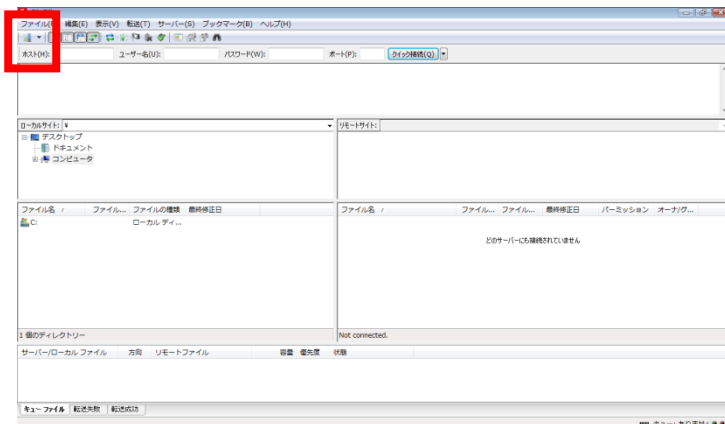 ファイル 編集(E) 表示(V) 転送(T) サーバー(S) ブックマーク(B) ヘルプ(H)
ホスト(H): ユーザー名(U): パスワード(W): ポート(P): クイック接続(Q)
ローカルサイト: ¥ リモートサイト:
デスクトップ
ドキュメント
コンピュータ
ファイル名 / ファイル... ファイルの種類 最終修正日 ファイル名 / ファイル... ファイル... 最終修正日 パーミッション オーナ/グ...
C: ローカル ディ...
どのサーバーにも接続されていません
1 個のディレクトリー Not connected.
サーバー/ローカル ファイル 方向 リモートファイル 容量 優先度 状態
キュー ファイル 転送失敗 転送成功